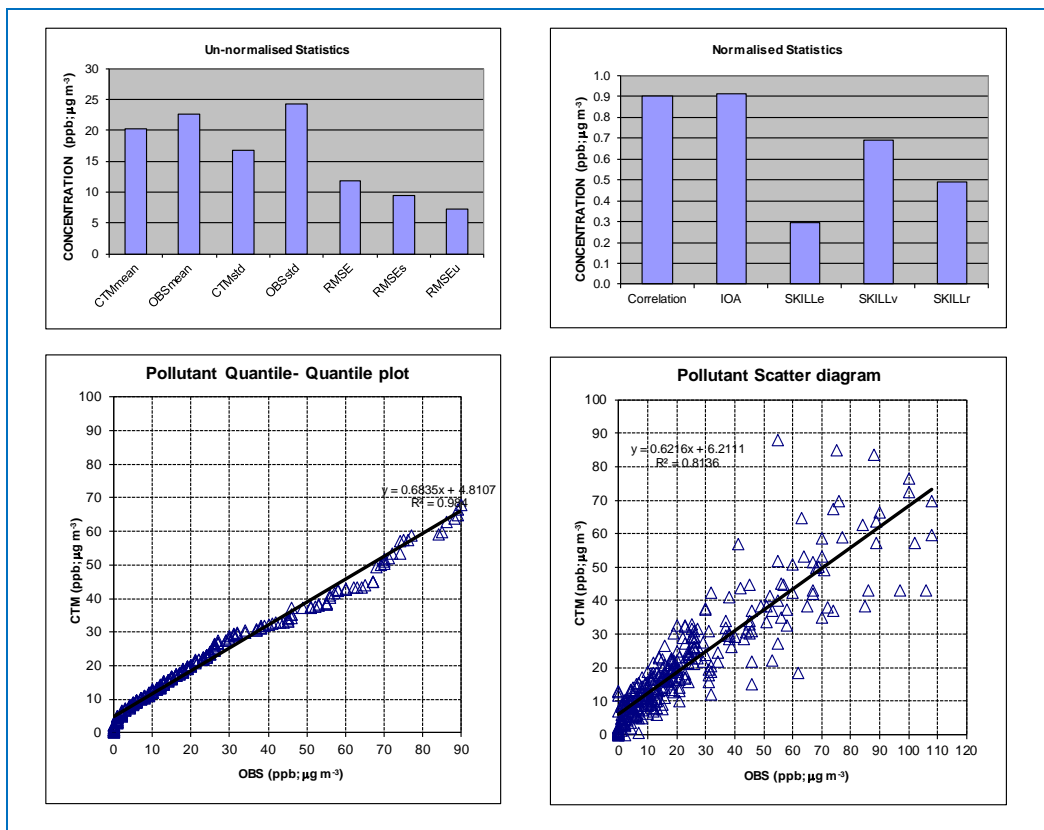 Un-normalised Statistics
30
25
20
15
10
5
0
CONCENTRATION (ppb;µg m-3)
CTMmean
OBSmean
CTMstd
OBSstd
RMSE
RMSEs
RMSEu
Normalised Statistics
1.0
0.9
0.8
0.7
0.6
0.5
0.4
0.3
0.2
0.1
0.0
CONCENTRATION (ppb;µg m-3)
Correlation IOA SKILLe SKILLv SKILLr
Pollutant Quantile- Quantile plot
100
90
80
70
60
50
40
30
20
10
0
CTM (ppb;µg m-3)
y = 0.6835x + 4.8107
R² = 0.984
0 10 20 30 40 50 60 70 80 90
OBS (ppb;µg m-3)
Pollutant Scatter diagram
100
90
80
70
60
50
40
30
20
10
0
CTM (ppb;µg m-3)
y = 0.6216x + 6.2111
R² = 0.8136
0 10 20 30 40 50 60 70 80 90 100 110 120
OBS (ppb;µg m-3)